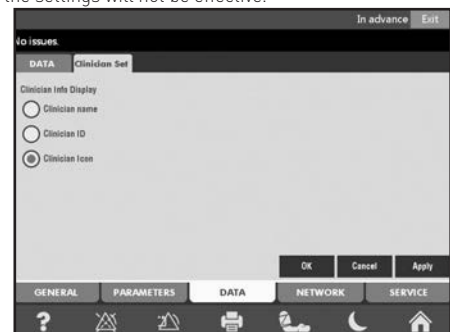 the settings will not be effective.
In advance Exit
No issues.
DATA Clinician Set
Clinician Info Display
Clinician name
Clinician ID
Clinician Icon
OK Cancel Apply
GENERAL PARAMETERS DATA NETWORK SERVICE
?